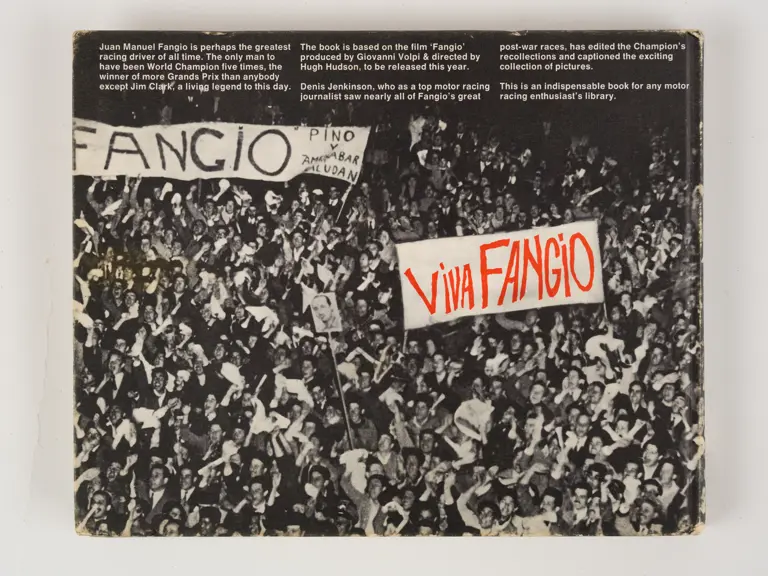 Juan Manuel Fangio is perhaps the greatest
racing driver of all time. The only man to
have been World Champion five times, the
winner of more Grands Prix than anybody
except Jim Clark, a living legend to this day.
The book is based on the film 'Fangio'
produced by Giovanni Volpi & directed by
Hugh Hudson, to be released this year.
Denis Jenkinson, who as a top motor racing
journalist saw nearly all of Fangio's great
post-war races, has edited the Champion's
recollections and captioned the exciting
collection of pictures.
This is an indispensable book for any motor
racing enthusiast's library.
FANGIO
PINO
Y
AMENABAR
ALUDAN
VIVA FANGIO